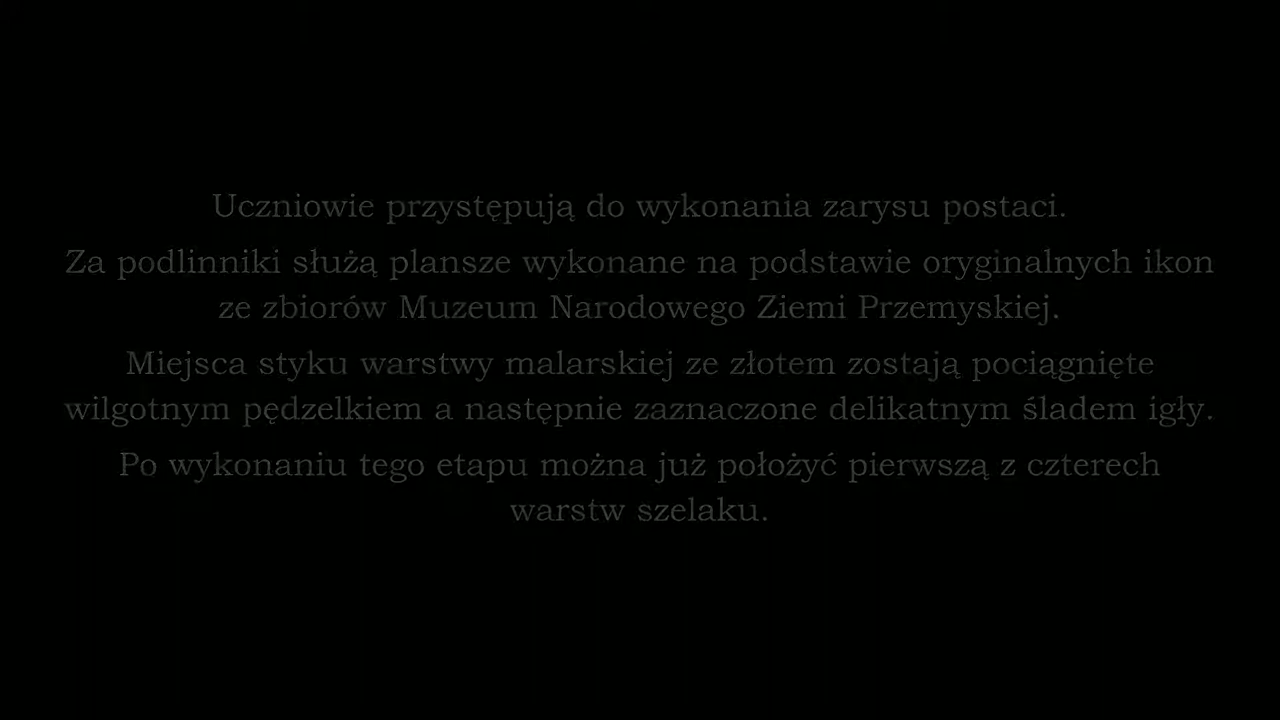 Uczniowie przystępują do wykonania zarysu postaci.
Za podlinniki służą plansze wykonane na podstawie oryginalnych ikon
ze zbiorów Muzeum Narodowego Ziemi Przemyskiej.
Miejsca styku warstwy malarskiej ze złotem zostają pociągnięte
wilgotnym pędzelkiem a następnie zaznaczone delikatnym śladem igły.
Po wykonaniu tego etapu można już położyć pierwszą z czterech
warstw szelaku.